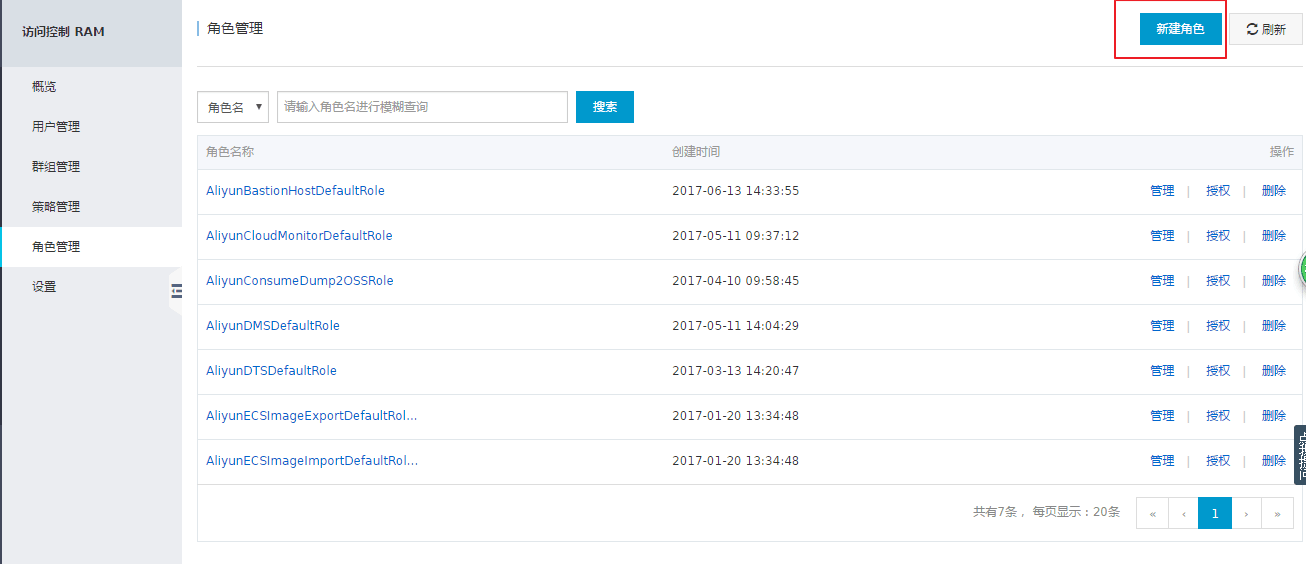 访问控制 RAM
概览
用户管理
群组管理
策略管理
角色管理
设置
角色管理
新建角色
刷新
角色名
请输入角色名进行模糊查询
搜索
角色名称 创建时间 操作
AliyunBastionHostDefaultRole 2017-06-13 14:33:55 管理 | 授权 | 删除
AliyunCloudMonitorDefaultRole 2017-05-11 09:37:12 管理 | 授权 | 删除
AliyunConsumeDump2OSSRole 2017-04-10 09:58:45 管理 | 授权 | 删除
AliyunDMSDefaultRole 2017-05-11 14:04:29 管理 | 授权 | 删除
AliyunDTSDefaultRole 2017-03-13 14:20:47 管理 | 授权 | 删除
AliyunECSImageExportDefaultRol... 2017-01-20 13:34:48 管理 | 授权 | 删除
AliyunECSImageImportDefaultRol... 2017-01-20 13:34:48 管理 | 授权 | 删除
共有7条， 每页显示：20条 « ‹ 1 › »